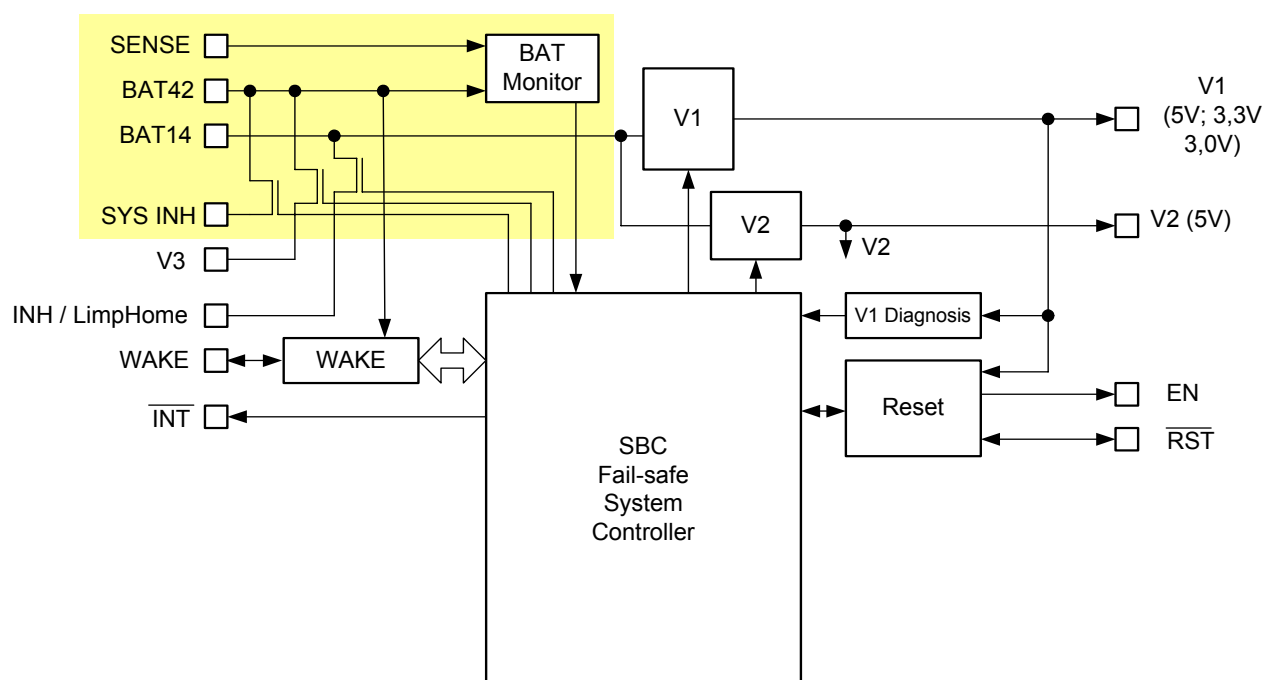 SENSE
BAT
Monitor
BAT42
BAT14
SYS INH
V3
INH / LimpHome
WAKE
WAKE
INT
V1
V1
(5V; 3,3V
3,0V)
V2
V2
V2 (5V)
V1 Diagnosis
Reset
EN
RST
SBC
Fail-safe
System
Controller